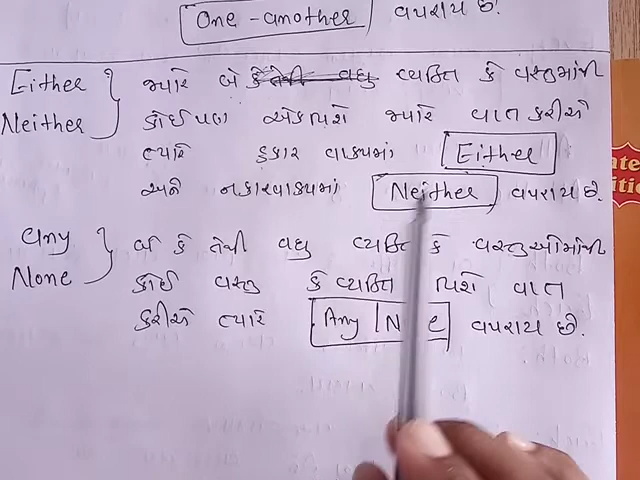 One-another વપરાય છે.
Either જ્યારે બે કે તેથી વધુ વ્યક્તિ કે વસ્તુમાંથી
Neither કોઈપણ એકવિશે જ્યારે વાત કરીએ
ત્યારે હકાર વાક્યમાં Either
અને નકારવાક્યમાં Neither વપરાય છે.
Any બે કે તેથી વધુ વ્યક્તિ કે વસ્તુઓમાંથી
None કોઈ વસ્તુ કે વ્યક્તિ વિશે વાત
કરીએ ત્યારે Any વપરાય છે.